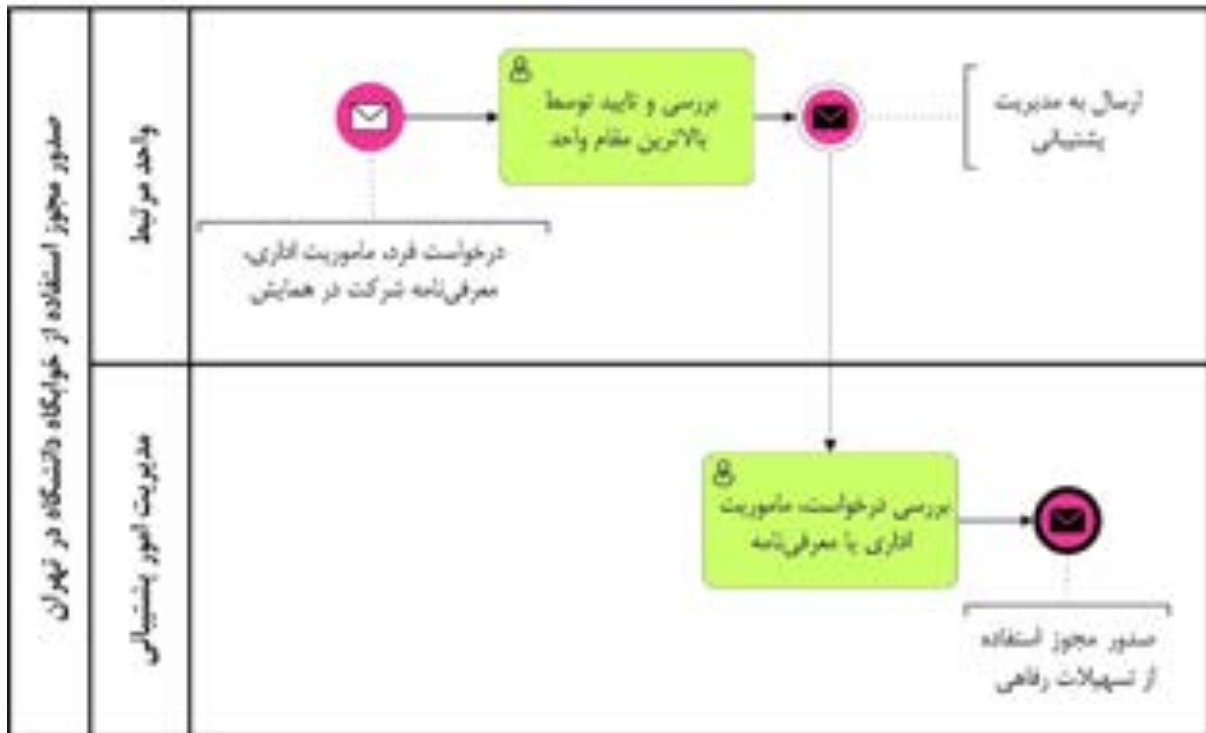 صدور مجوز استفاده از خوابگاه دانشگاه در تهران
واحد مرتبط
بررسی و تایید توسط
بالاترین مقام واحد
ارسال به مدیریت
پشتیبانی
درخواست فرد، ماموریت اداری،
معرفی‌نامه شرکت در همایش
مدیریت امور پشتیبانی
بررسی درخواست، ماموریت
اداری یا معرفی‌نامه
صدور مجوز استفاده
از تسهیلات رفاهی